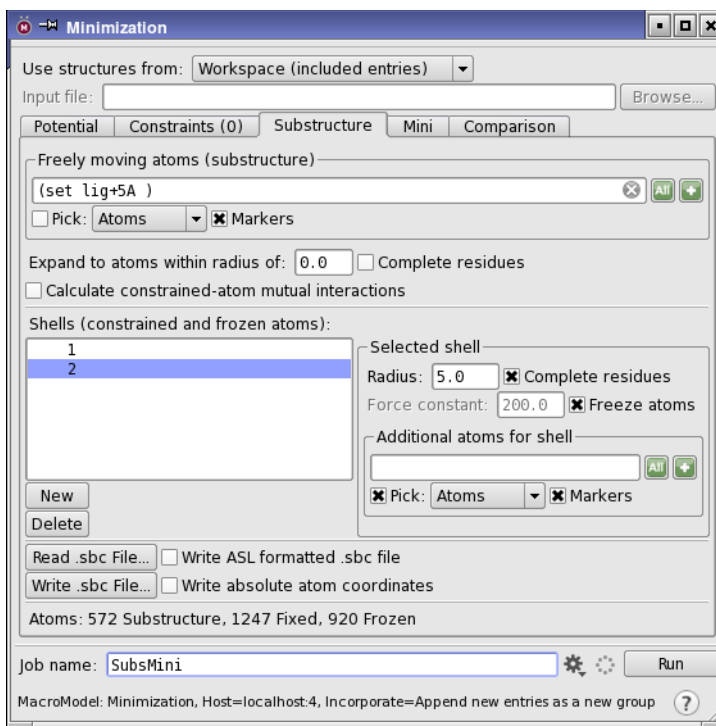 Minimization
Use structures from: Workspace (included entries)
Input file: Browse...
Potential Constraints (0) Substructure Mini Comparison
Freely moving atoms (substructure)
(set lig+5A ) All
Pick: Atoms Markers
Expand to atoms within radius of: 0.0 Complete residues
Calculate constrained-atom mutual interactions
Shells (constrained and frozen atoms):
1
2
Selected shell
Radius: 5.0 Complete residues
Force constant: 200.0 Freeze atoms
Additional atoms for shell
All
Pick: Atoms Markers
New
Delete
Read .sbc File... Write ASL formatted .sbc file
Write .sbc File... Write absolute atom coordinates
Atoms: 572 Substructure, 1247 Fixed, 920 Frozen
Job name: SubsMini Run
MacroModel: Minimization, Host=localhost:4, Incorporate=Append new entries as a new group ?